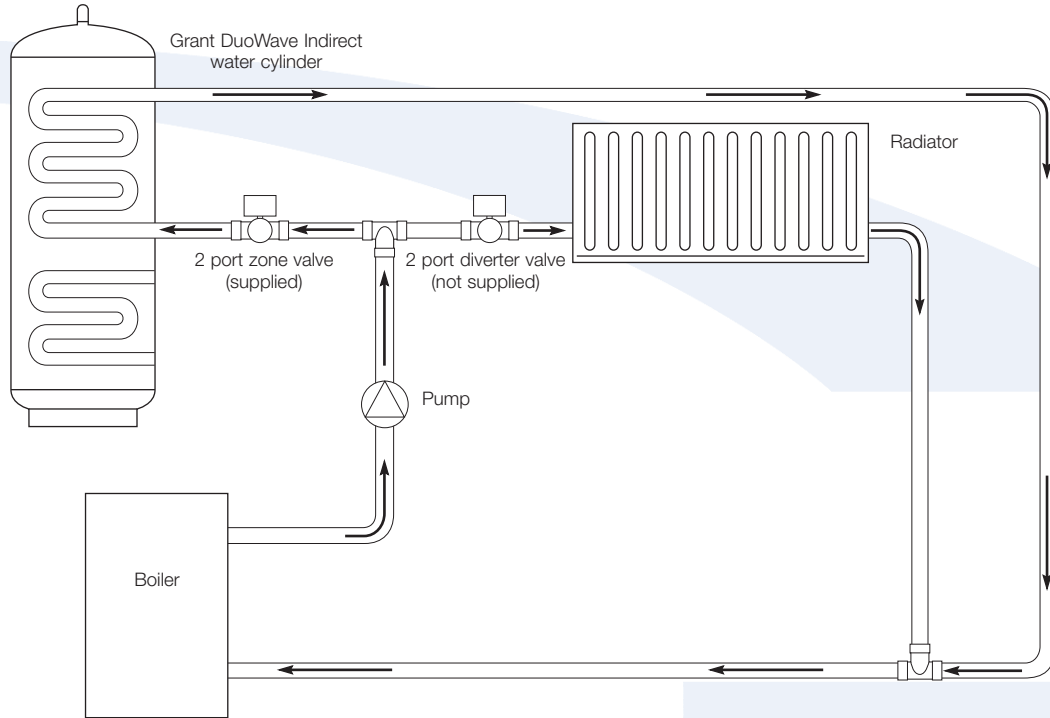 Grant DuoWave Indirect
water cylinder
Radiator
2 port zone valve
(supplied)
2 port diverter valve
(not supplied)
Pump
Boiler